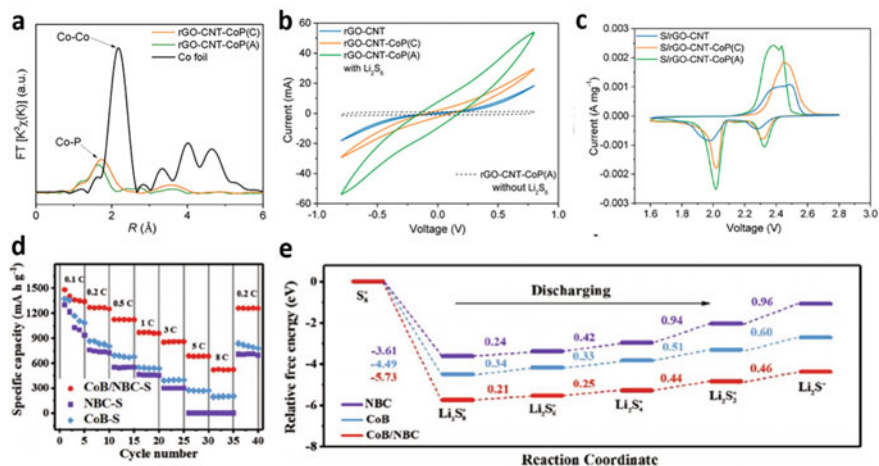 a
Co-Co
rGO-CNT-CoP(C)
rGO-CNT-CoP(A)
Co foil
Co-P
FT [K³χ(K)] (a.u.)
0 2 4 6
R (Å)
b
rGO-CNT
rGO-CNT-CoP(C)
rGO-CNT-CoP(A)
with Li₂S₆
rGO-CNT-CoP(A)
without Li₂S₆
Current (mA)
60
40
20
0
-20
-40
-60
-1.0 -0.5 0.0 0.5 1.0
Voltage (V)
c
S/rGO-CNT
S/rGO-CNT-CoP(C)
S/rGO-CNT-CoP(A)
Current (A mg⁻¹)
0.003
0.002
0.001
0.000
-0.001
-0.002
-0.003
1.6 2.0 2.4 2.8 3.0
Voltage (V)
d
0.1 C
0.2 C
0.5 C
1 C
3 C
5 C
8 C
0.2 C
CoB/NBC-S
NBC-S
CoB-S
Specific capacity (mA h g⁻¹)
1500
1200
900
600
300
0
0 5 10 15 20 25 30 35 40
Cycle number
e
S₈*
Discharging
-3.61 0.24 0.42 0.94 0.96
-4.49 0.34 0.33 0.51 0.60
-5.73 0.21 0.25 0.44 0.46
Li₂S₈* Li₂S₆* Li₂S₄* Li₂S₂* Li₂S*
NBC
CoB
CoB/NBC
Relative free energy (eV)
0
-2
-4
-6
-8
Reaction Coordinate